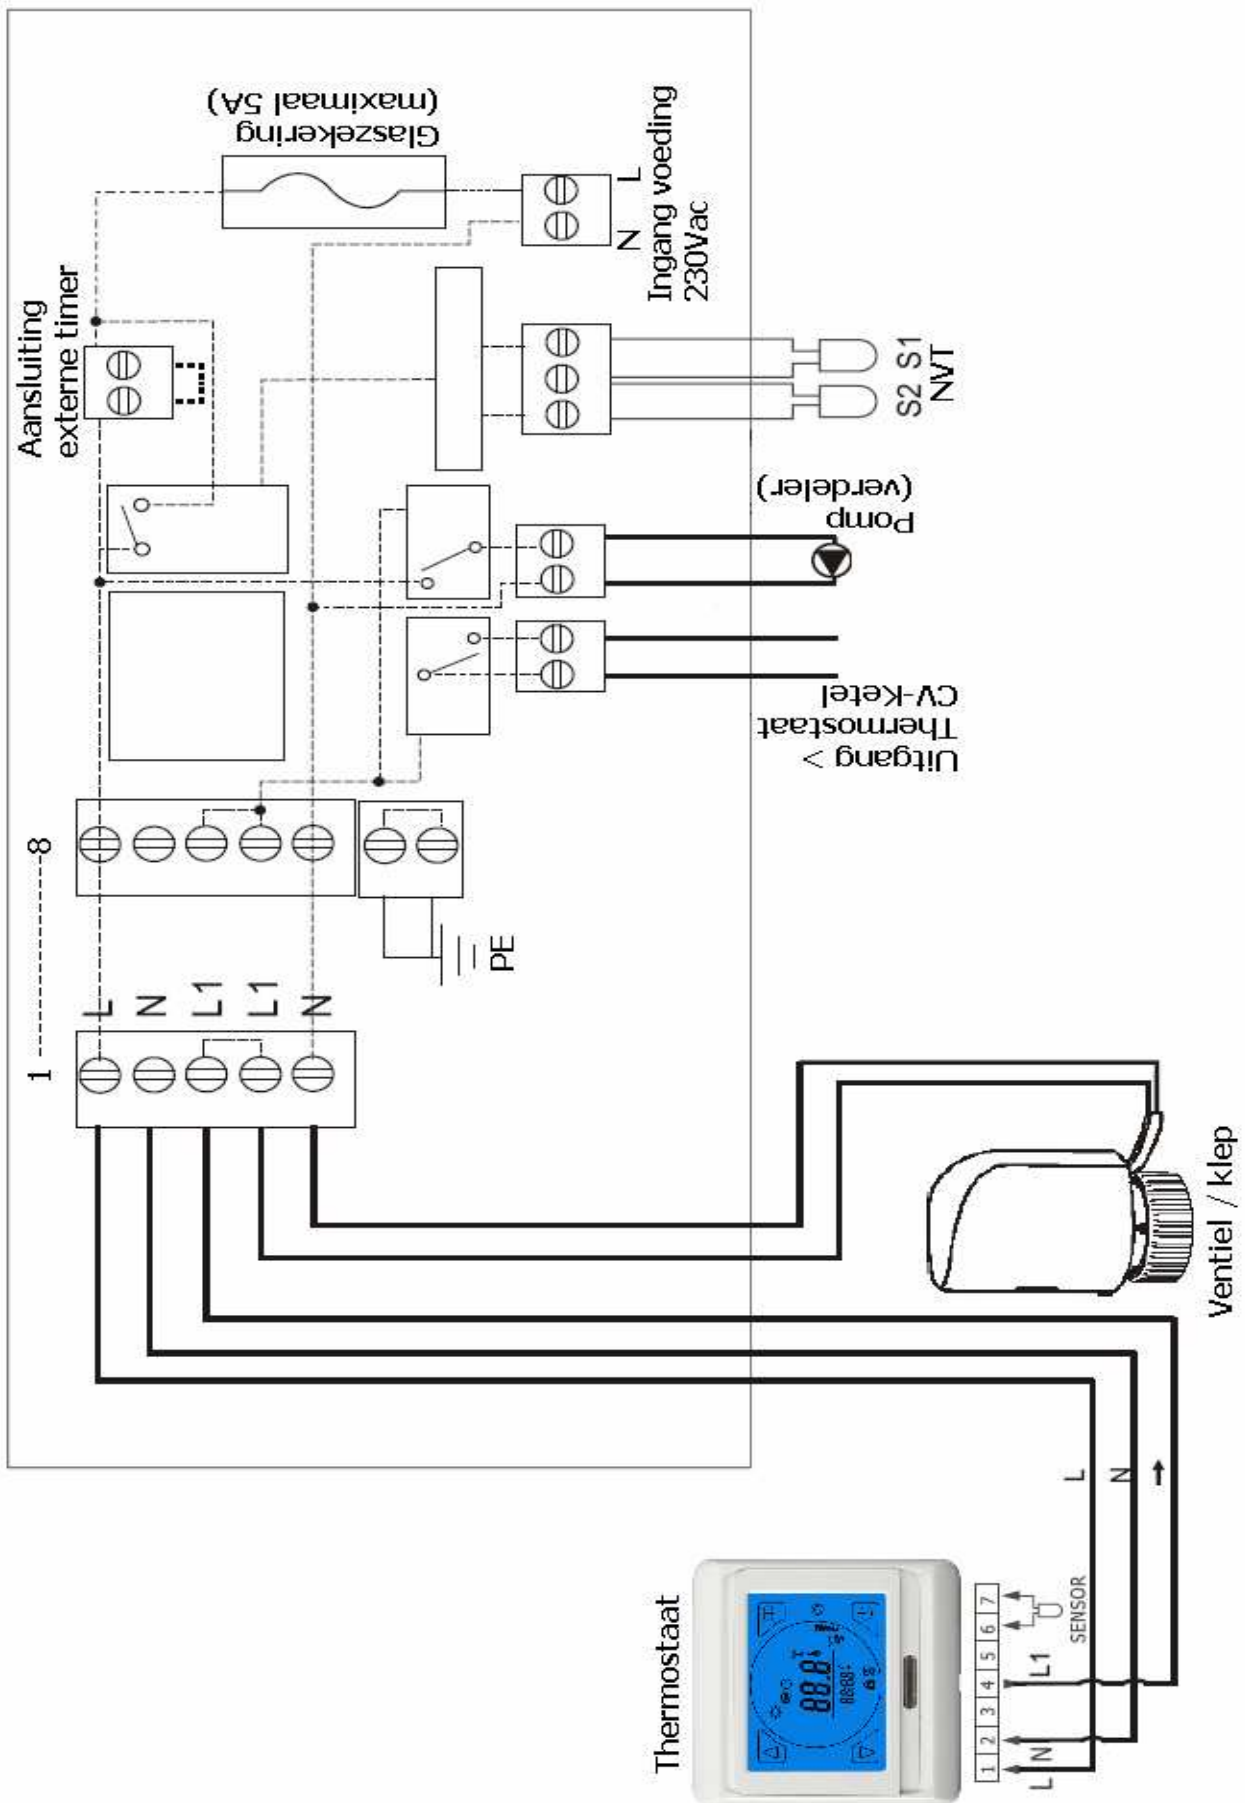 Aansluiting
externe timer
Glaszekering
(maximaal 5A)
L
N
Ingang voeding
230Vac
S2 S1
NVT
Pomp
(verdeler)
Uitgang >
Thermostaat
CV-Ketel
1 ------------ 8
L
N
L1
L1
N
PE
Ventiel / klep
Thermostaat
88.8
1 2 3 4 5 6 7
L N L1 SENSOR
L
N
→